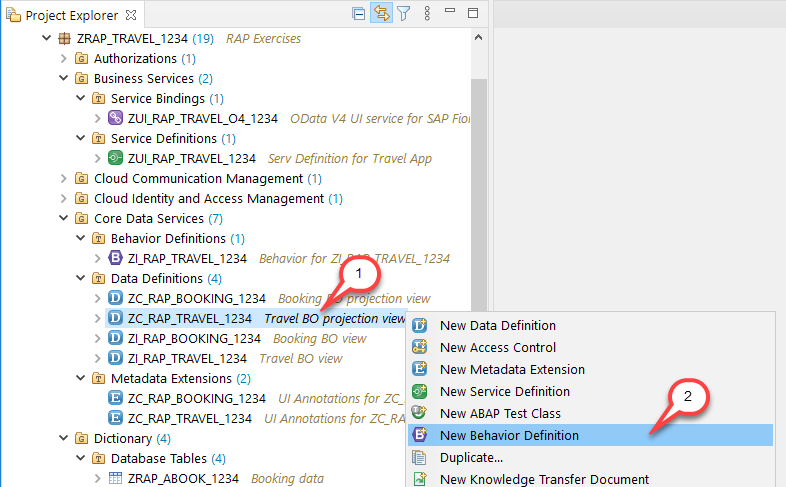 Project Explorer
ZRAP_TRAVEL_1234 (19) RAP Exercises
Authorizations (1)
Business Services (2)
Service Bindings (1)
ZUI_RAP_TRAVEL_O4_1234 OData V4 UI service for SAP Fior
Service Definitions (1)
ZUI_RAP_TRAVEL_1234 Serv Definition for Travel App
Cloud Communication Management (1)
Cloud Identity and Access Management (1)
Core Data Services (7)
Behavior Definitions (1)
ZI_RAP_TRAVEL_1234 Behavior for ZI_RAP_TRAVEL_1234
1
Data Definitions (4)
ZC_RAP_BOOKING_1234 Booking BO projection view
ZC_RAP_TRAVEL_1234 Travel BO projection view
ZI_RAP_BOOKING_1234 Booking BO view
ZI_RAP_TRAVEL_1234 Travel BO view
Metadata Extensions (2)
ZC_RAP_BOOKING_1234 UI Annotations for ZC_
ZC_RAP_TRAVEL_1234 UI Annotations for ZC_RA
Dictionary (4)
Database Tables (4)
ZRAP_ABOOK_1234 Booking data
New Data Definition
New Access Control
New Metadata Extension
New Service Definition
New ABAP Test Class
2
New Behavior Definition
Duplicate...
New Knowledge Transfer Document